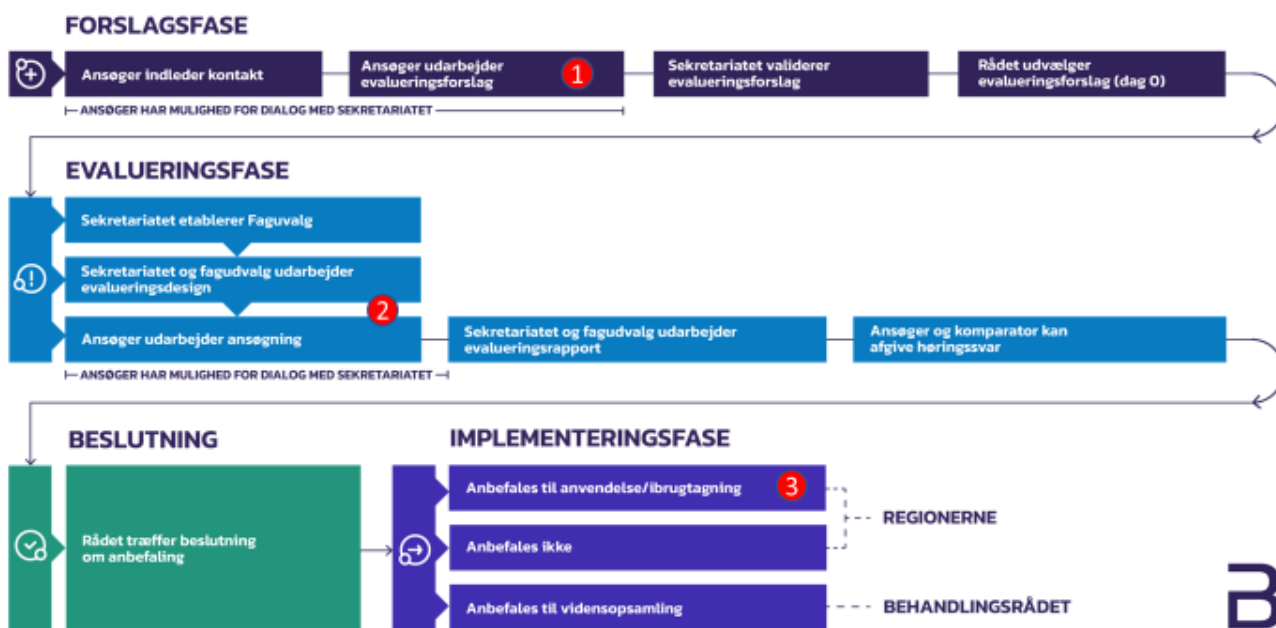 FORSLAGSFASE
Ansøger indleder kontakt
Ansøger udarbejder
evalueringsforslag
1
Sekretariatet validerer
evalueringsforslag
Rådet udvælger
evalueringsforslag (dag 0)
ANSØGER HAR MULIGHED FOR DIALOG MED SEKRETARIATET
EVALUERINGSFASE
Sekretariatet etablerer Faguvalg
Sekretariatet og fagudvalg udarbejder
evalueringsdesign
2
Ansøger udarbejder ansøgning
Sekretariatet og fagudvalg udarbejder
evalueringsrapport
Ansøger og komparator kan
afgive høringssvar
ANSØGER HAR MULIGHED FOR DIALOG MED SEKRETARIATET
BESLUTNING
Rådet træffer beslutning
om anbefaling
IMPLEMENTERINGSFASE
Anbefales til anvendelse/ibrugtagning
3
Anbefales ikke
REGIONERNE
Anbefales til vidensopsamling
BEHANDLINGSRÅDET
B